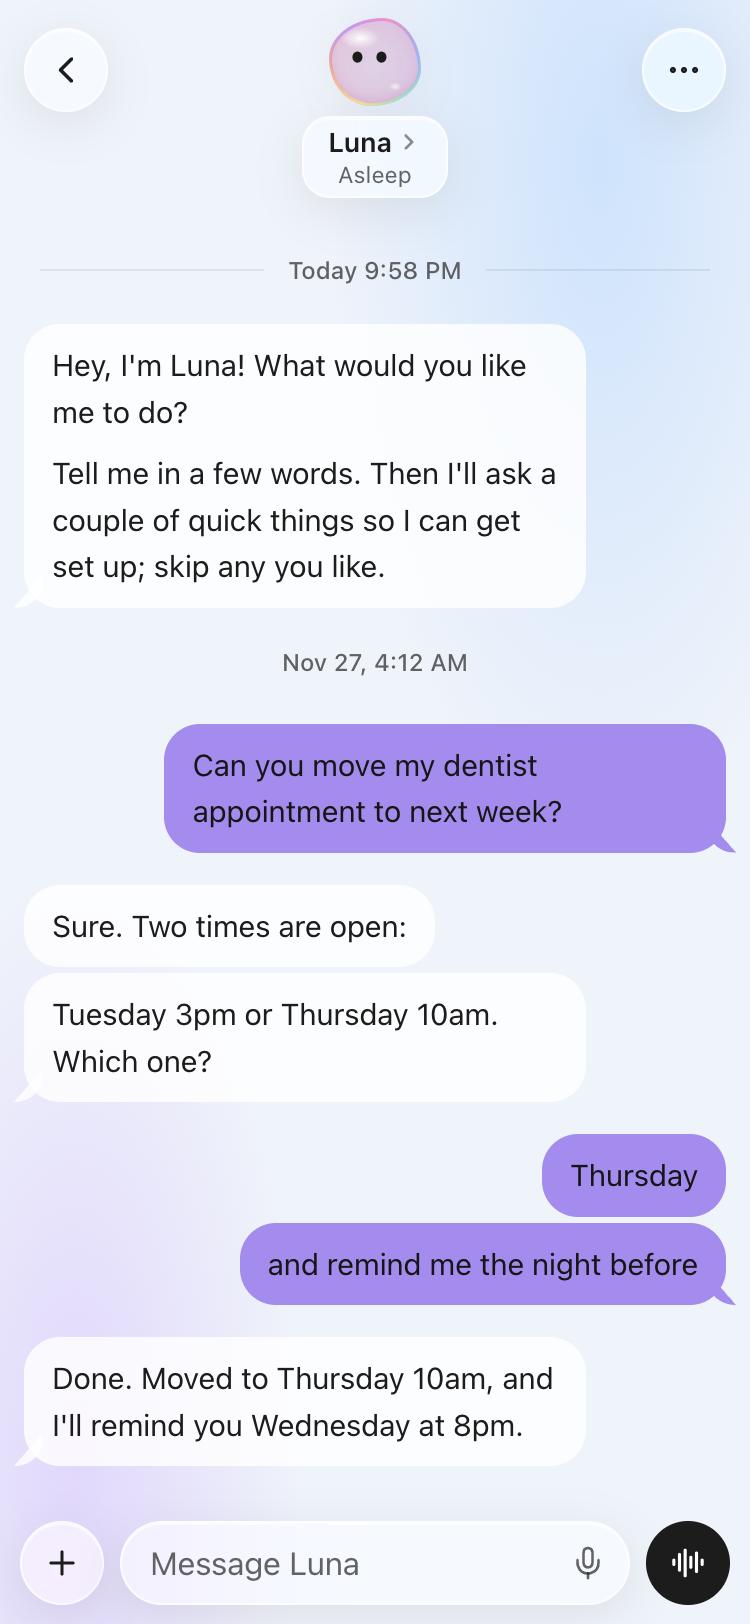 Luna
Asleep
Today 9:58 PM
Hey, I'm Luna! What would you like
me to do?
Tell me in a few words. Then I'll ask a
couple of quick things so I can get
set up; skip any you like.
Nov 27, 4:12 AM
Can you move my dentist
appointment to next week?
Sure. Two times are open:
Tuesday 3pm or Thursday 10am.
Which one?
Thursday
and remind me the night before
Done. Moved to Thursday 10am, and
I'll remind you Wednesday at 8pm.
Message Luna